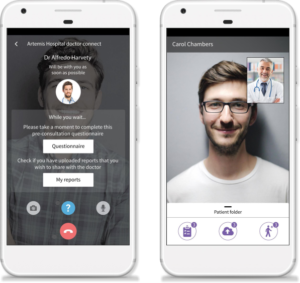 Artemis Hospital doctor connect
Dr Alfredo Harvety
Will be with you as
soon as possible
While you wait...
Please take a moment to complete this
pre-consultation questionnaire
Questionnaire
Check if you have uploaded reports that you
wish to share with the doctor
My reports
?
Carol Chambers
Patient folder